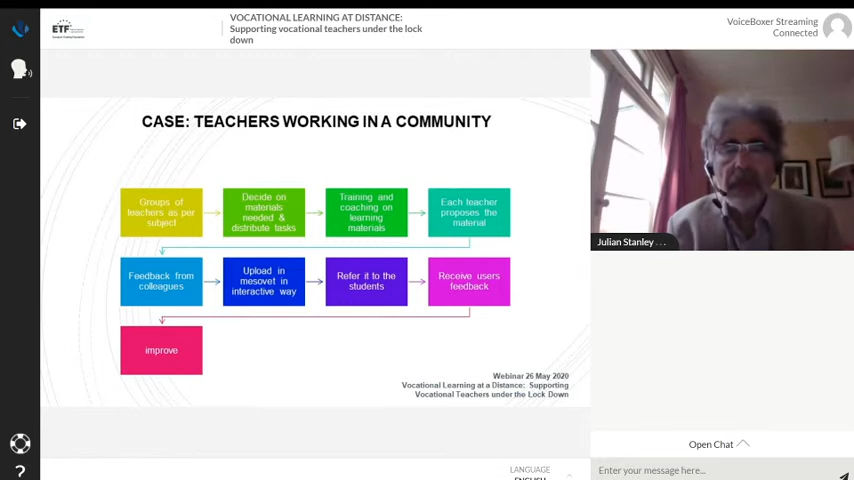 VOCATIONAL LEARNING AT DISTANCE:
Supporting vocational teachers under the lock
down
ETF
VoiceBoxer Streaming
Connected
CASE: TEACHERS WORKING IN A COMMUNITY
Groups of
teachers as per
subject
Decide on
materials
needed &
distribute tasks
Training and
coaching on
learning
materials
Each teacher
proposes the
material
Feedback from
colleagues
Upload in
mesovet in
interactive way
Refer it to the
students
Receive users
feedback
improve
Webinar 26 May 2020
Vocational Learning at a Distance: Supporting
Vocational Teachers under the Lock Down
Julian Stanley . . .
Open Chat
Enter your message here...
LANGUAGE
ENGLISH
?